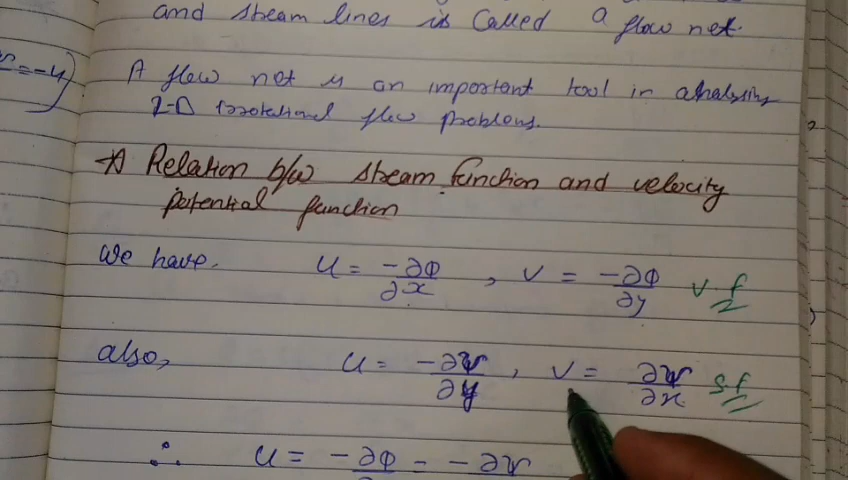 and stream lines is called a flow net.
= -4)
A flow net is an important tool in analysing
2-D irrotational flow problems.
Relation b/w stream function and velocity
potential function
We have. u = -∂Φ/∂x , v = -∂Φ/∂y v.f
also, u = -∂Ψ/∂y , v = ∂Ψ/∂x s.f
∴ u = -∂Φ = -∂Ψ